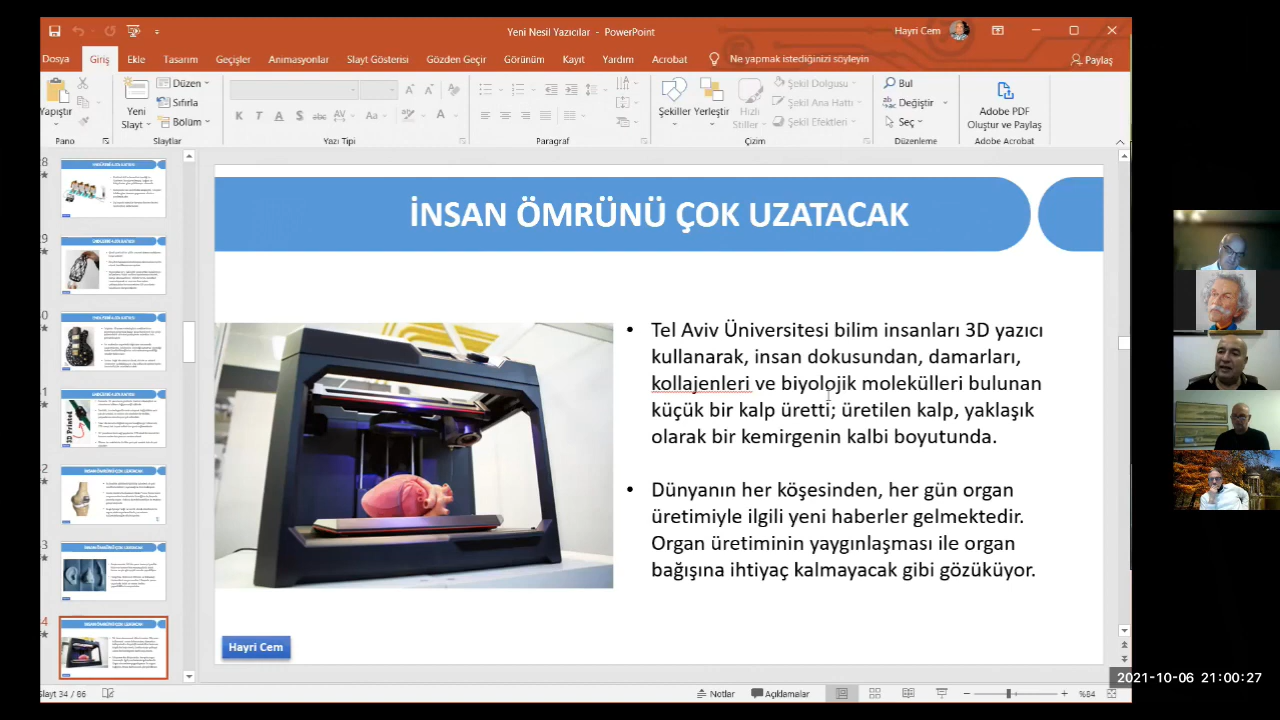 Yeni Nesil Yazıcılar - PowerPoint
Hayri Cem
Dosya Giriş Ekle Tasarım Geçişler Animasyonlar Slayt Gösterisi Gözden Geçir Görünüm Kayıt Yardım Acrobat Ne yapmak istediğinizi söyleyin Paylaş
Yapıştır
Yeni Slayt
Düzen
Sıfırla
Bölüm
K T A S abc AV Aa A
Şekiller Yerleştir Hızlı Stiller
Şekil Dolgusu
Şekil Ana Hattı
Şekil Efektleri
Bul
Değiştir
Seç
Adobe PDF
Oluştur ve Paylaş
Pano Slaytlar Yazı Tipi Paragraf Çizim Düzenleme Adobe Acrobat
İNSAN ÖMRÜNÜ ÇOK UZATACAK
• Tel Aviv Üniversitesi bilim insanları 3D yazıcı
kullanarak, insan dokusundan, damarları,
kollajenleri ve biyolojik molekülleri bulunan
küçük bir kalp üretti; üretilen kalp, yaklaşık
olarak bir kemirgenin kalbi boyutunda.
• Dünyanın her köşesinden, her gün organ
üretimiyle ilgili yeni haberler gelmektedir.
Organ üretiminin yaygınlaşması ile organ
bağışına ihtiyaç kalmayacak gibi gözüküyor.
Hayri Cem
3D Printed
Slayt 34 / 66
Notlar Açıklamalar
%84
2021-10-06 21:00:27